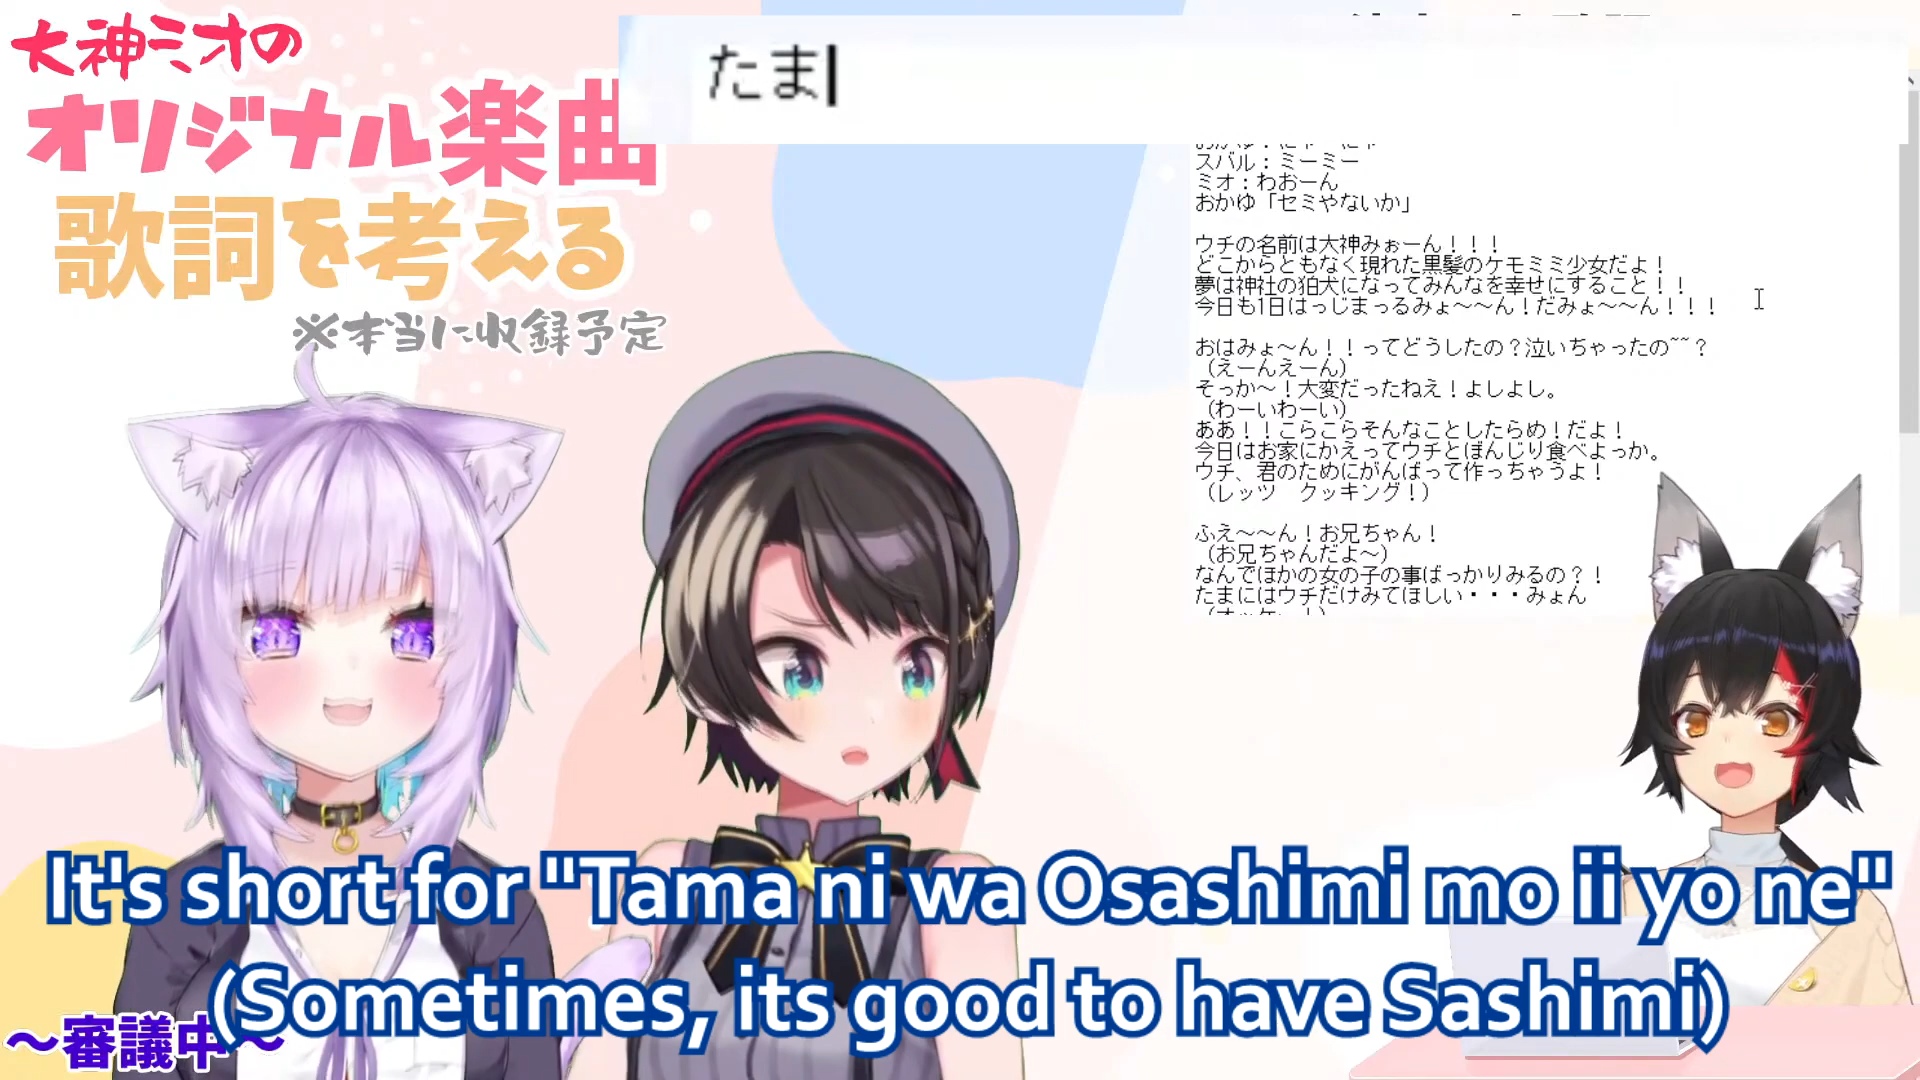 大神ミオの
オリジナル楽曲
歌詞を考える
※本当に収録予定
たま
スバル：ミーミー
ミオ：わおーん
おかゆ「セミやないか」
ウチの名前は大神みぉーん！！！
どこからともなく現れた黒髪のケモミミ少女だよ！
夢は神社の狛犬になってみんなを幸せにすること！！
今日も1日はっじまっるみょ～～ん！だみょ～～ん！！！
おはみょ～ん！！ってどうしたの？泣いちゃったの~~？
（えーんえーん）
そっか～！大変だったねえ！よしよし。
（わーいわーい）
ああ！！こらこらそんなことしたらめ！だよ！
今日はお家にかえってウチとぼんじり食べよっか。
ウチ、君のためにがんばって作っちゃうよ！
（レッツ　クッキング！）
ふえ～～ん！お兄ちゃん！
（お兄ちゃんだよ～）
なんでほかの女の子の事ばっかりみるの？！
たまにはウチだけみてほしい・・・みょん
It's short for "Tama ni wa Osashimi mo ii yo ne"
(Sometimes, its good to have Sashimi)
～審議中～